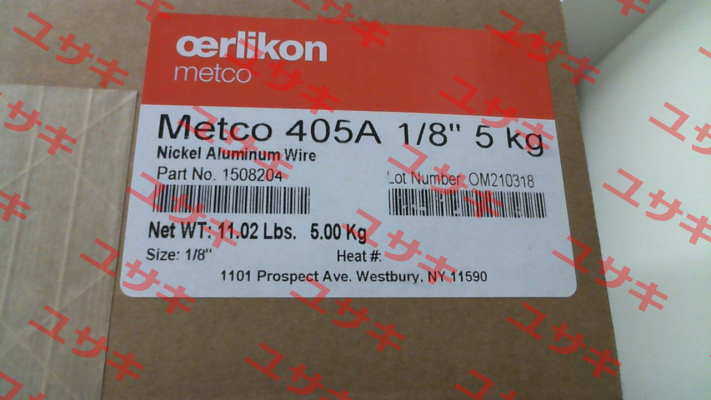 œrlikon
metco
Metco 405A 1/8" 5 kg
Nickel Aluminum Wire
Part No. 1508204
Lot Number OM210318
Net WT: 11.02 Lbs. 5.00 Kg
Size: 1/8"
Heat #:
1101 Prospect Ave. Westbury, NY 11590
ユサキ